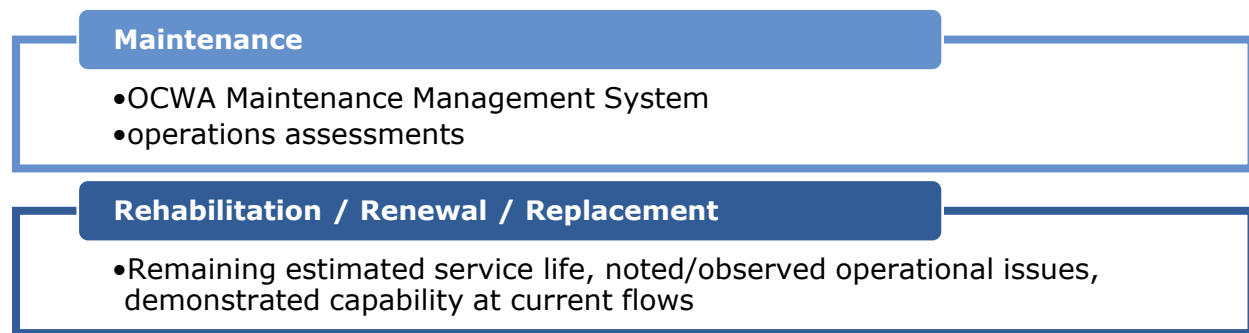 Maintenance
•OCWA Maintenance Management System
•operations assessments
Rehabilitation / Renewal / Replacement
•Remaining estimated service life, noted/observed operational issues,
demonstrated capability at current flows